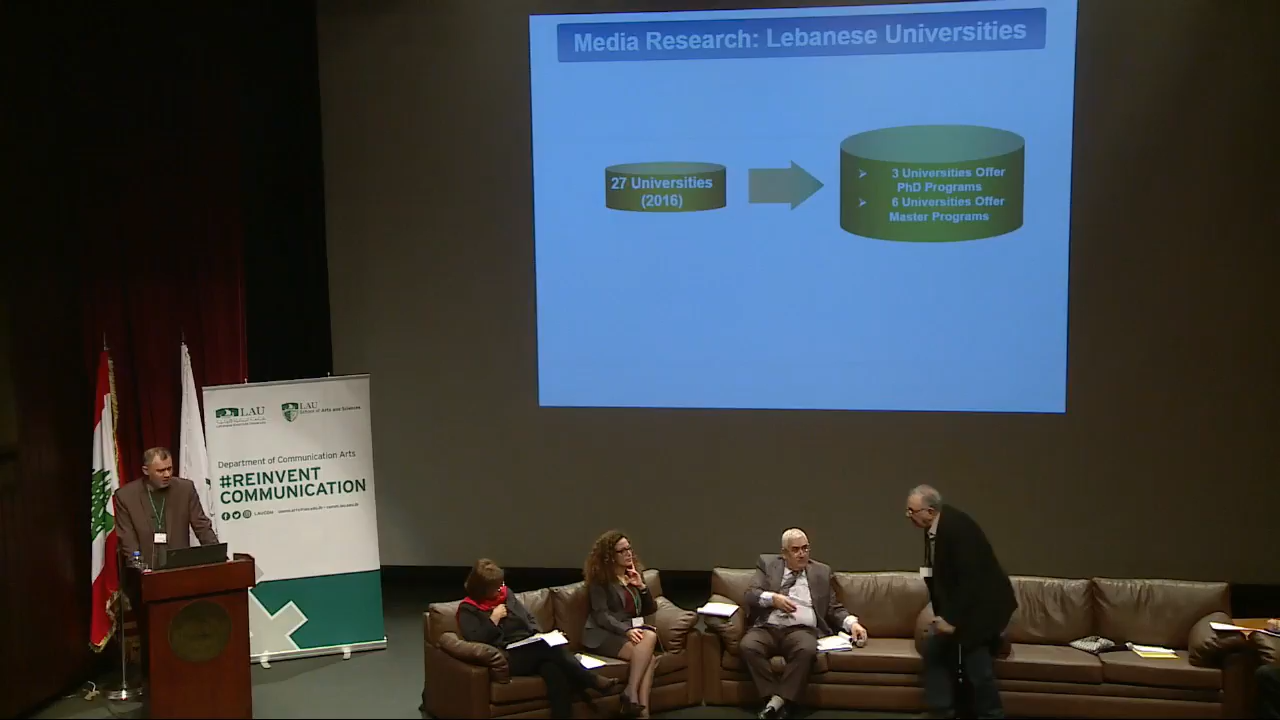 Media Research: Lebanese Universities
27 Universities
(2016)
➢ 3 Universities Offer
PhD Programs
➢ 6 Universities Offer
Master Programs
LAU
LAU
School of Arts and Sciences
Department of Communication Arts
#REINVENT
COMMUNICATION